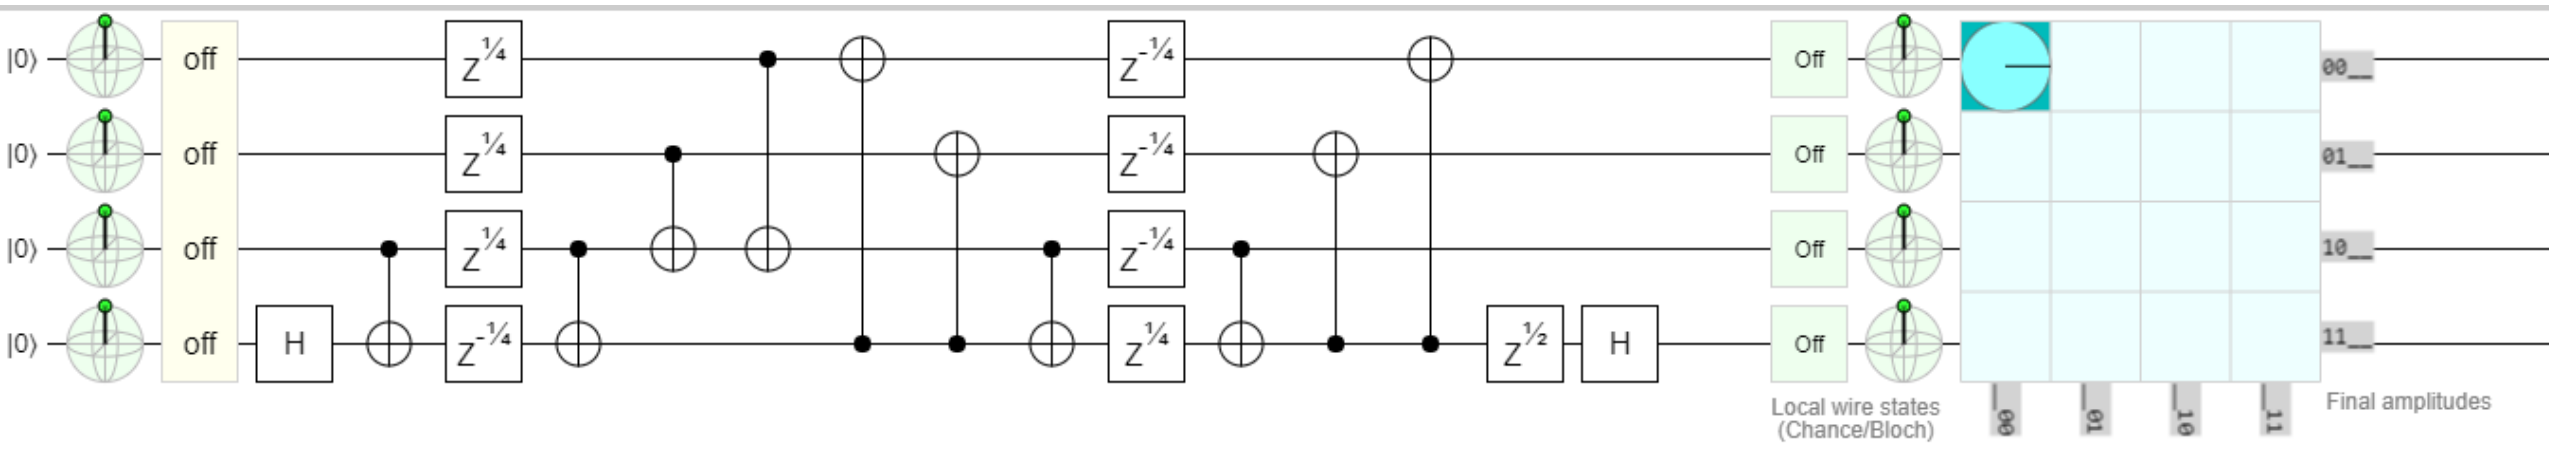 |0⟩ off Z^¼ Z^-¼ Off 00__
|0⟩ off Z^¼ Z^-¼ Off 01__
|0⟩ off Z^¼ Z^-¼ Off 10__
|0⟩ off H Z^-¼ Z^¼ Z^½ H Off 11__
Local wire states
(Chance/Bloch)
__00 __01 __10 __11
Final amplitudes